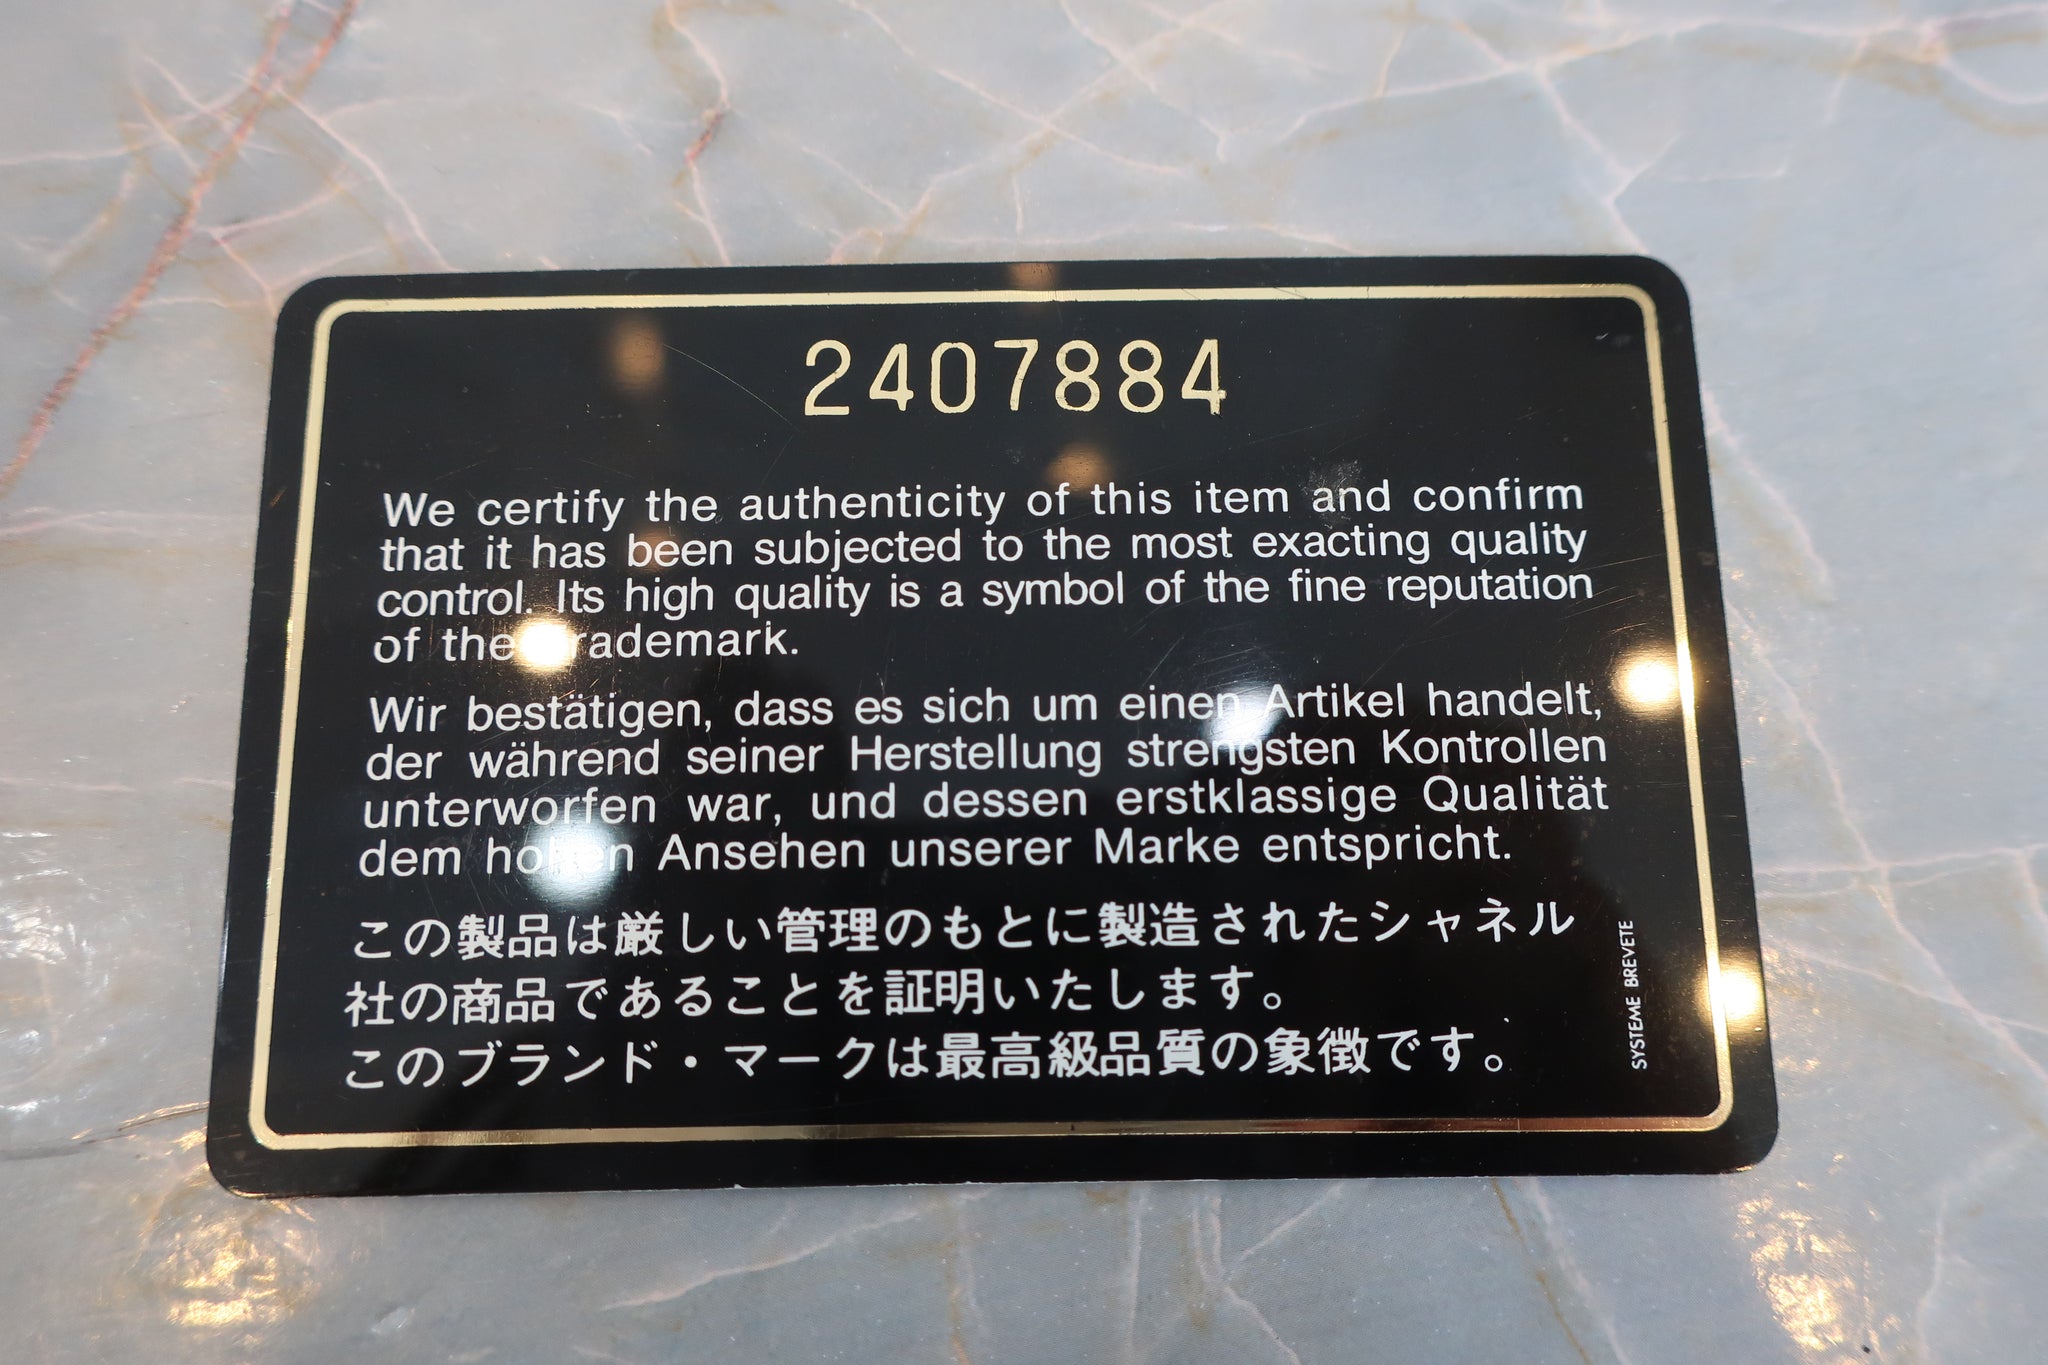 2407884
We certify the authenticity of this item and confirm
that it has been subjected to the most exacting quality
control. Its high quality is a symbol of the fine reputation
of the trademark.
Wir bestätigen, dass es sich um einen Artikel handelt,
der während seiner Herstellung strengsten Kontrollen
unterworfen war, und dessen erstklassige Qualität
dem hohen Ansehen unserer Marke entspricht.
この製品は厳しい管理のもとに製造されたシャネル
社の商品であることを証明いたします。
このブランド・マークは最高級品質の象徴です。
SYSTEME BREVETE